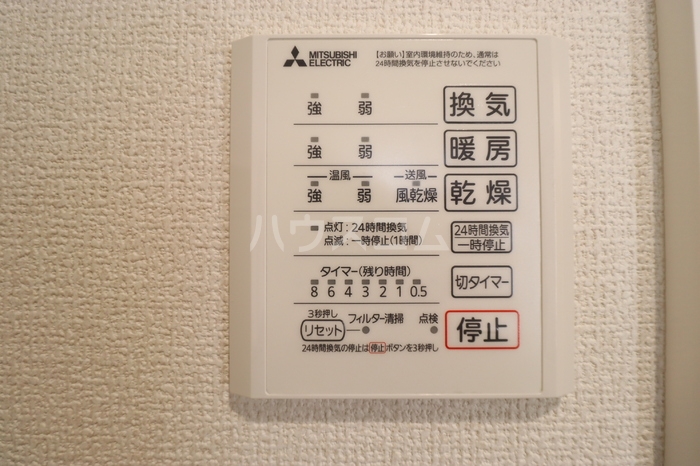 MITSUBISHI
ELECTRIC
【お願い】室内環境維持のため、通常は
24時間換気を停止させないでください
強 弱 換気
強 弱 暖房
温風 送風
強 弱 風乾燥 乾燥
点灯:24時間換気
点滅:一時停止(1時間)
24時間換気
一時停止
タイマー(残り時間)
8 6 4 3 2 1 0.5
切タイマー
3秒押し
リセット フィルター清掃 点検
停止
24時間換気の停止は停止ボタンを3秒押し
ハウスコム